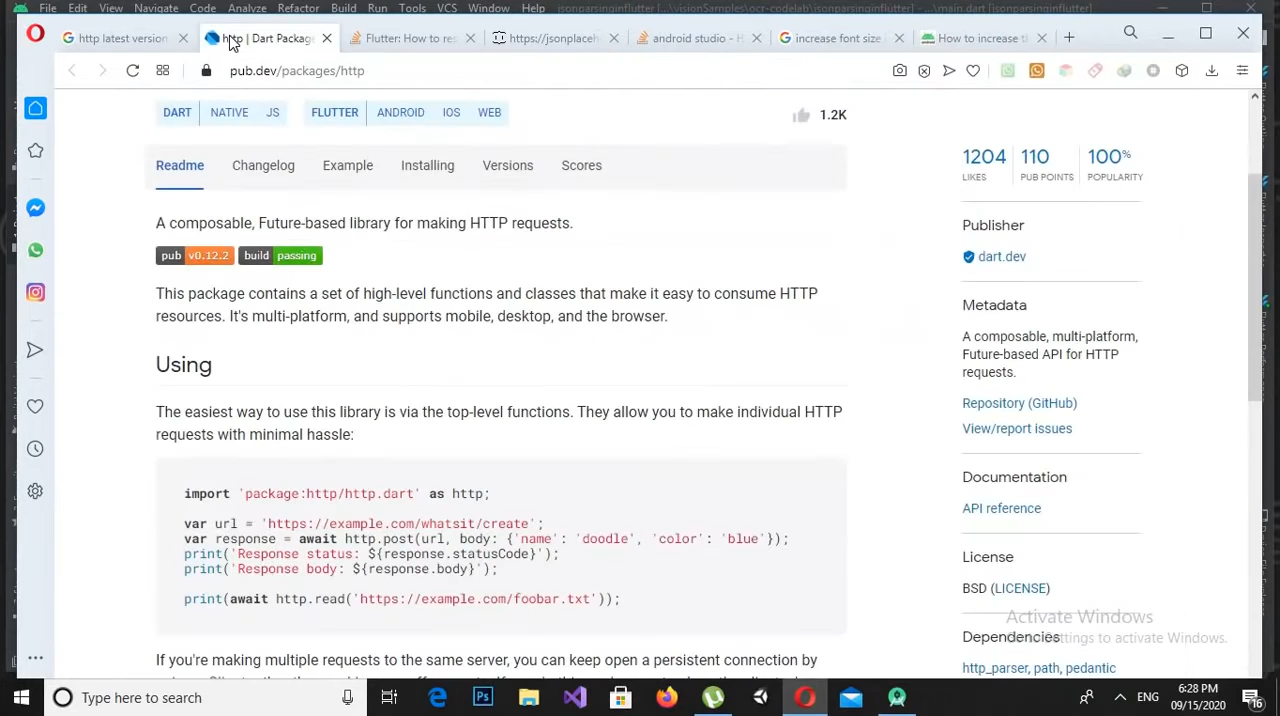 File Edit View Navigate Code Analyze Refactor Build Run Tools VCS Window Help jsonparsinginflutter
http latest version
http | Dart Package
Flutter: How to res
https://jsonplaceh
android studio - H
increase font size i
How to increase th
pub.dev/packages/http
DART NATIVE JS FLUTTER ANDROID IOS WEB
1.2K
Readme Changelog Example Installing Versions Scores
A composable, Future-based library for making HTTP requests.
pub v0.12.2 build passing
This package contains a set of high-level functions and classes that make it easy to consume HTTP
resources. It's multi-platform, and supports mobile, desktop, and the browser.
Using
The easiest way to use this library is via the top-level functions. They allow you to make individual HTTP
requests with minimal hassle:
import 'package:http/http.dart' as http;
var url = 'https://example.com/whatsit/create';
var response = await http.post(url, body: {'name': 'doodle', 'color': 'blue'});
print('Response status: ${response.statusCode}');
print('Response body: ${response.body}');
print(await http.read('https://example.com/foobar.txt'));
If you're making multiple requests to the same server, you can keep open a persistent connection by
1204 110 100%
LIKES PUB POINTS POPULARITY
Publisher
dart.dev
Metadata
A composable, multi-platform,
Future-based API for HTTP
requests.
Repository (GitHub)
View/report issues
Documentation
API reference
License
BSD (LICENSE)
Activate Windows
Dependencies
Settings to activate Windows.
http_parser, path, pedantic
Type here to search
ENG
6:28 PM
09/15/2020
16